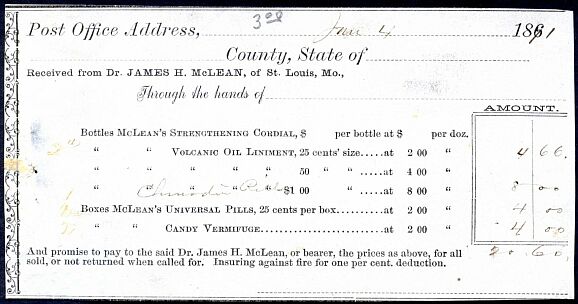 3 00
Post Office Address, Jan 4 1891
County, State of
Received from Dr. JAMES H. McLEAN, of St. Louis, Mo.,
Through the hands of
AMOUNT.
Bottles McLean's Strengthening Cordial, $ per bottle at $ per doz.
“ “ Volcanic Oil Liniment, 25 cents' size.....at 2 00 “ 4 66.
“ “ “ “ “ 50 “ “ .....at 4 00 “
“ “ “ “ “ $1 00 .....at 8 00 “ 8 00
Boxes McLean's Universal Pills, 25 cents per box..........at 2 00 “ 4 00
“ “ Candy Vermifuge..........at 2 00 “ 4 00
And promise to pay to the said Dr. James H. McLean, or bearer, the prices as above, for all 20.60
sold, or not returned when called for. Insuring against fire for one per cent. deduction.